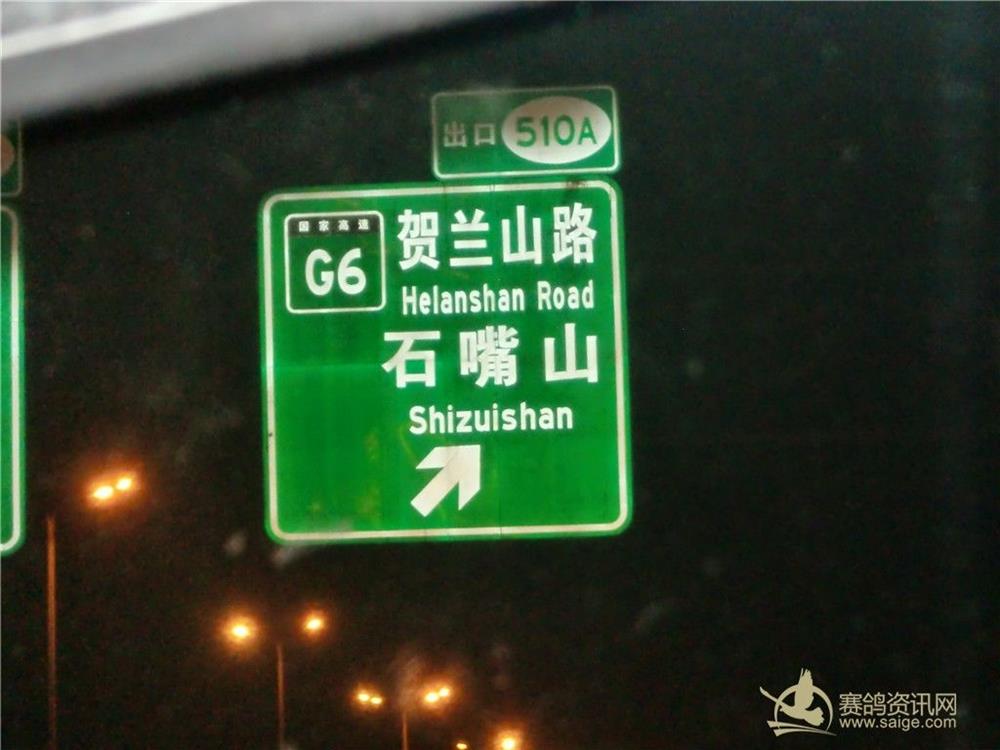 出口 510A
国家高速
G6
贺兰山路
Helanshan Road
石嘴山
Shizuishan
赛鸽资讯网
www.saige.com